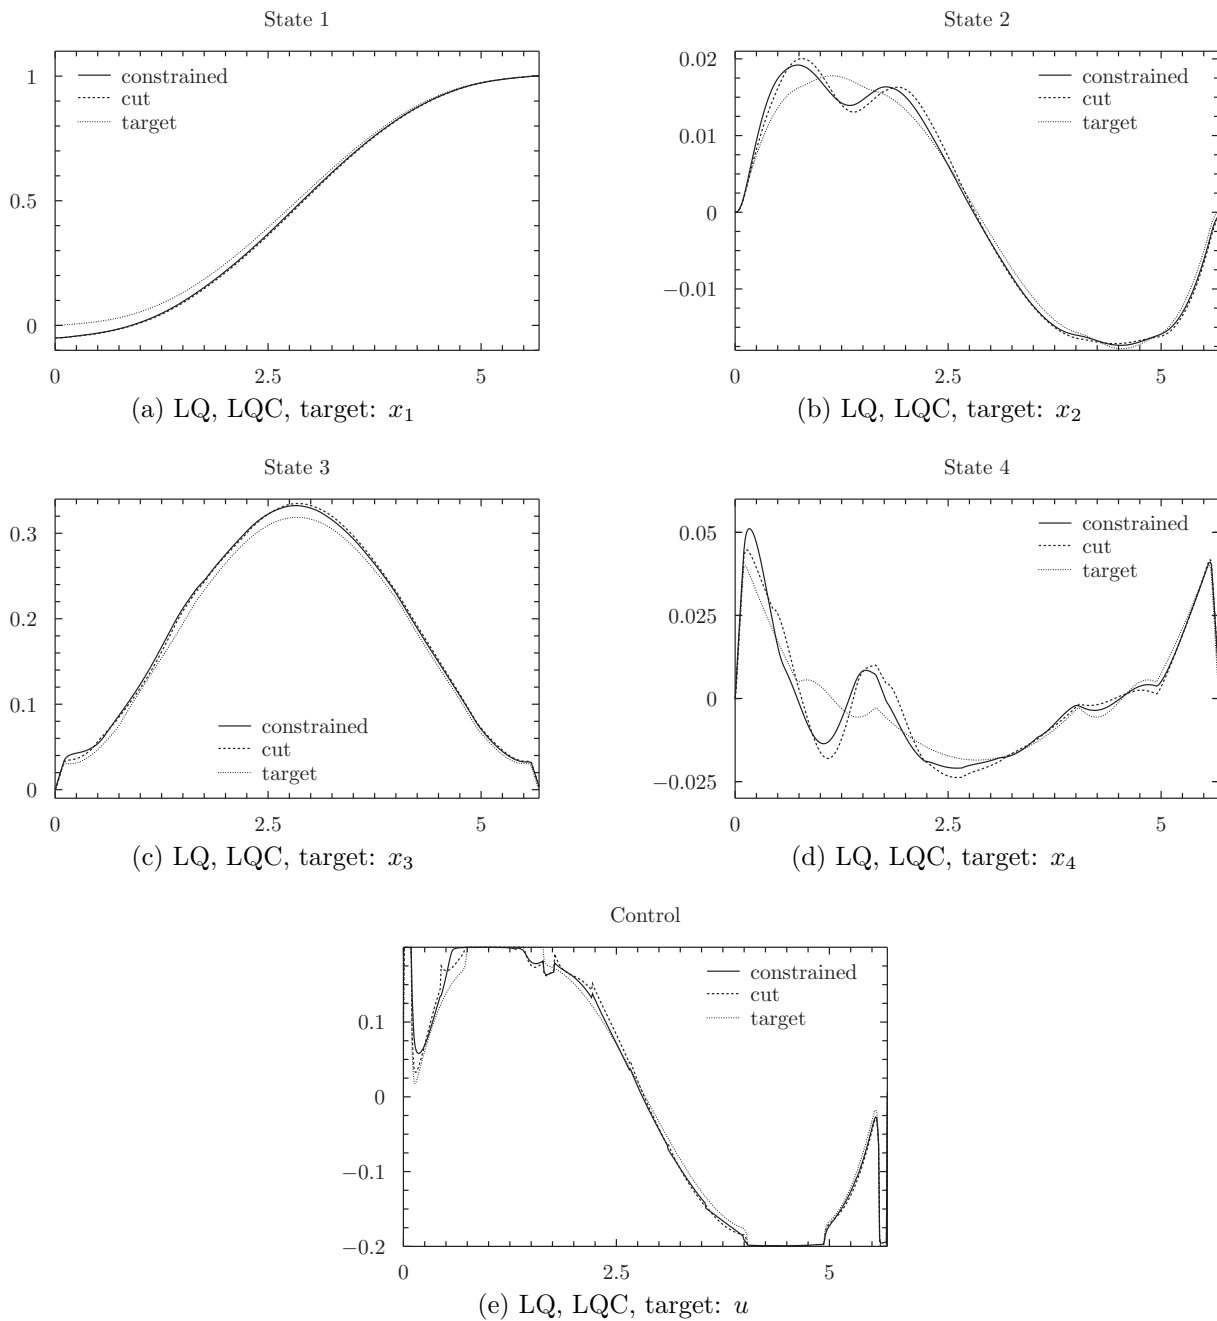 State 1
1
0.5
0
constrained
cut
target
0
2.5
5
(a) LQ, LQC, target: x₁
State 2
0.02
0.01
0
−0.01
constrained
cut
target
0
2.5
5
(b) LQ, LQC, target: x₂
State 3
0.3
0.2
0.1
0
constrained
cut
target
0
2.5
5
(c) LQ, LQC, target: x₃
State 4
0.05
0.025
0
−0.025
constrained
cut
target
0
2.5
5
(d) LQ, LQC, target: x₄
Control
0.1
0
−0.1
−0.2
constrained
cut
target
0
2.5
5
(e) LQ, LQC, target: u